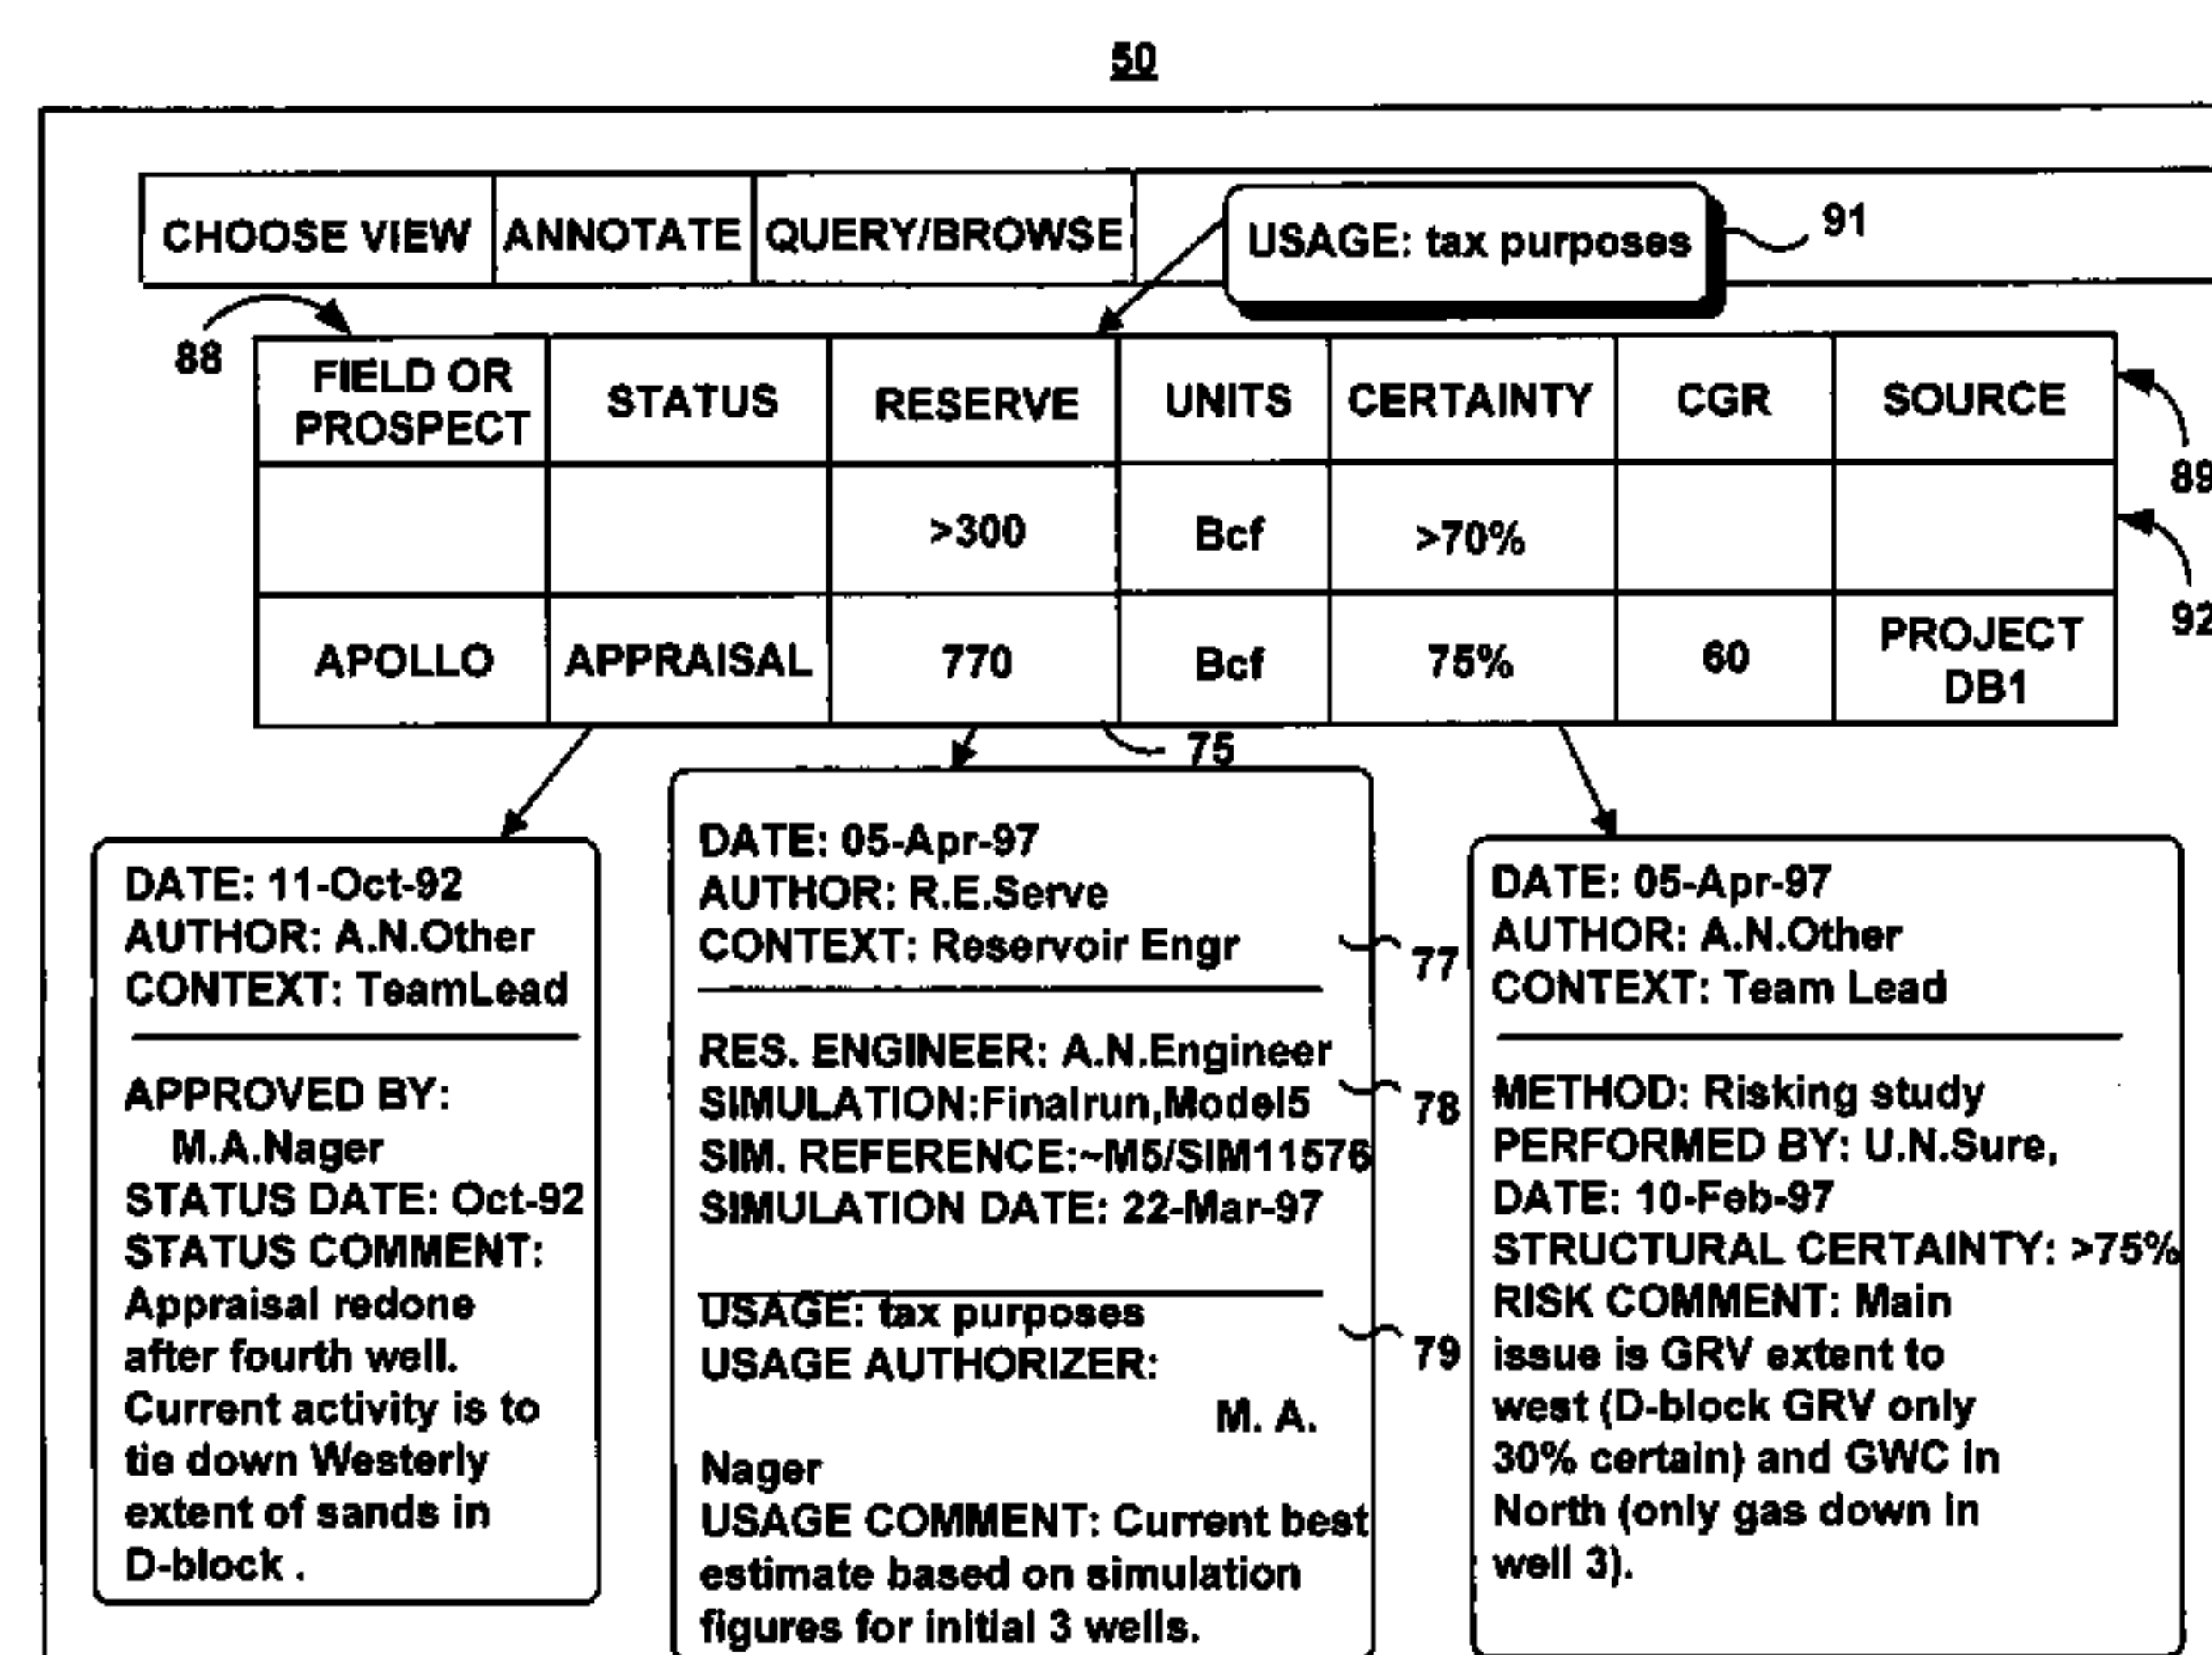 50
CHOOSE VIEW ANNOTATE QUERY/BROWSE
USAGE: tax purposes
91
88
FIELD OR
PROSPECT
STATUS
RESERVE
UNITS
CERTAINTY
CGR
SOURCE
89
>300
Bcf
>70%
92
APOLLO
APPRAISAL
770
Bcf
75%
60
PROJECT
DB1
75
DATE: 11-Oct-92
AUTHOR: A.N.Other
CONTEXT: TeamLead
APPROVED BY:
M.A.Nager
STATUS DATE: Oct-92
STATUS COMMENT:
Appraisal redone
after fourth well.
Current activity is to
tie down Westerly
extent of sands in
D-block .
DATE: 05-Apr-97
AUTHOR: R.E.Serve
CONTEXT: Reservoir Engr
77
RES. ENGINEER: A.N.Engineer
SIMULATION:Finalrun,Model5
78
SIM. REFERENCE:~M5/SIM11576
SIMULATION DATE: 22-Mar-97
USAGE: tax purposes
79
USAGE AUTHORIZER:
M. A.
Nager
USAGE COMMENT: Current best
estimate based on simulation
figures for initial 3 wells.
DATE: 05-Apr-97
AUTHOR: A.N.Other
CONTEXT: Team Lead
METHOD: Risking study
PERFORMED BY: U.N.Sure,
DATE: 10-Feb-97
STRUCTURAL CERTAINTY: >75%
RISK COMMENT: Main
issue is GRV extent to
west (D-block GRV only
30% certain) and GWC in
North (only gas down in
well 3).